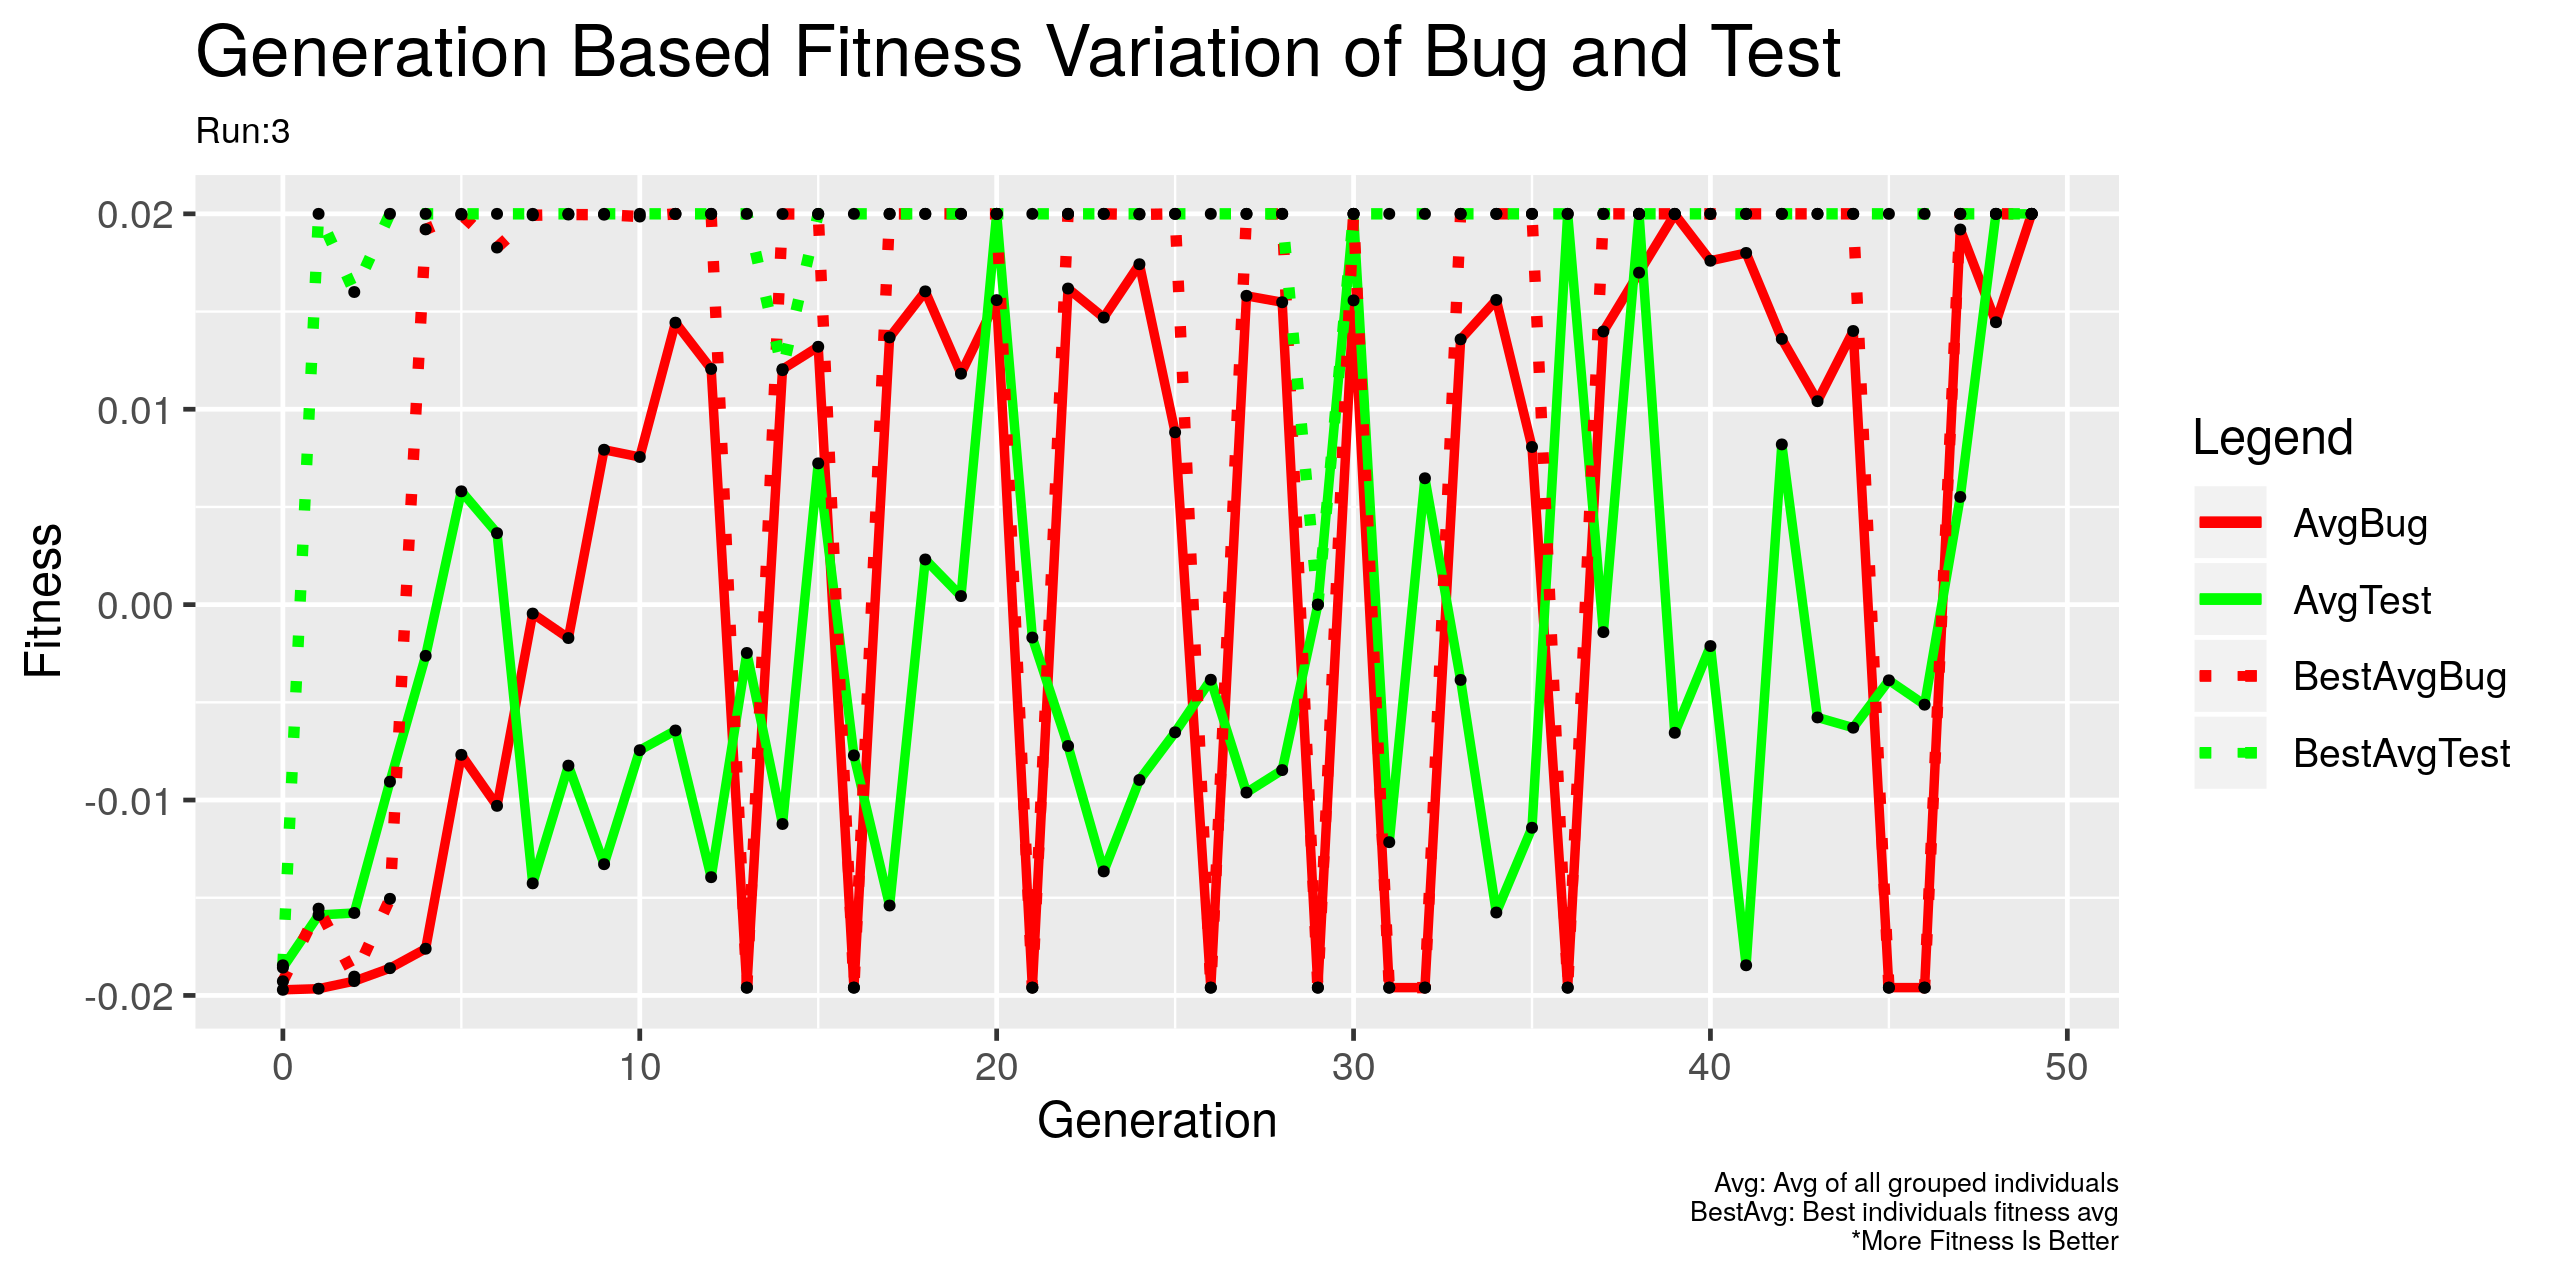 Generation Based Fitness Variation of Bug and Test
Run:3
Fitness
0.02
0.01
0.00
-0.01
-0.02
0 10 20 30 40 50
Generation
Legend
AvgBug
AvgTest
BestAvgBug
BestAvgTest
Avg: Avg of all grouped individuals
BestAvg: Best individuals fitness avg
*More Fitness Is Better